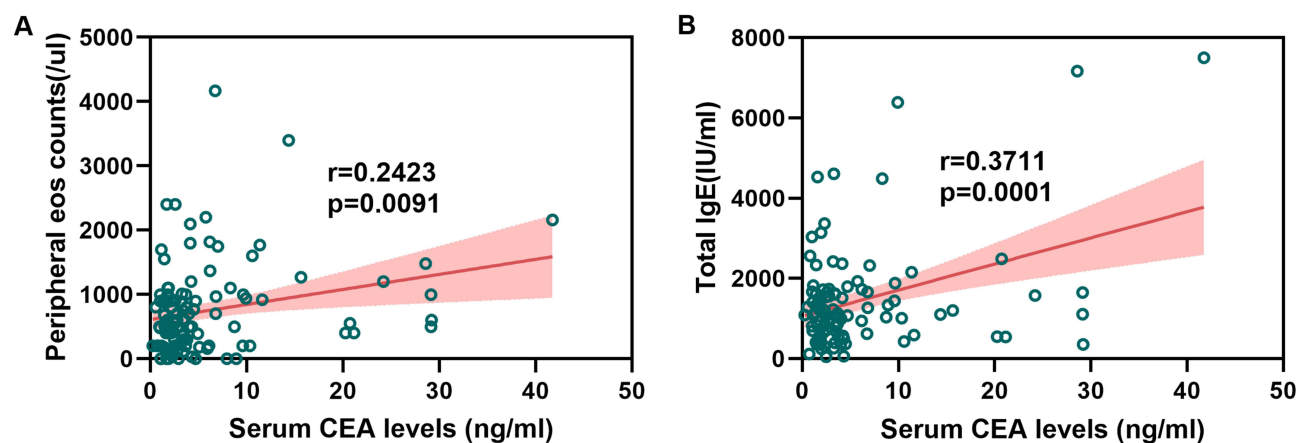 A
Peripheral eos counts(/ul)
5000
4000
3000
2000
1000
0
r=0.2423
p=0.0091
0 10 20 30 40 50
Serum CEA levels (ng/ml)
B
Total IgE(IU/ml)
8000
6000
4000
2000
0
r=0.3711
p=0.0001
0 10 20 30 40 50
Serum CEA levels (ng/ml)